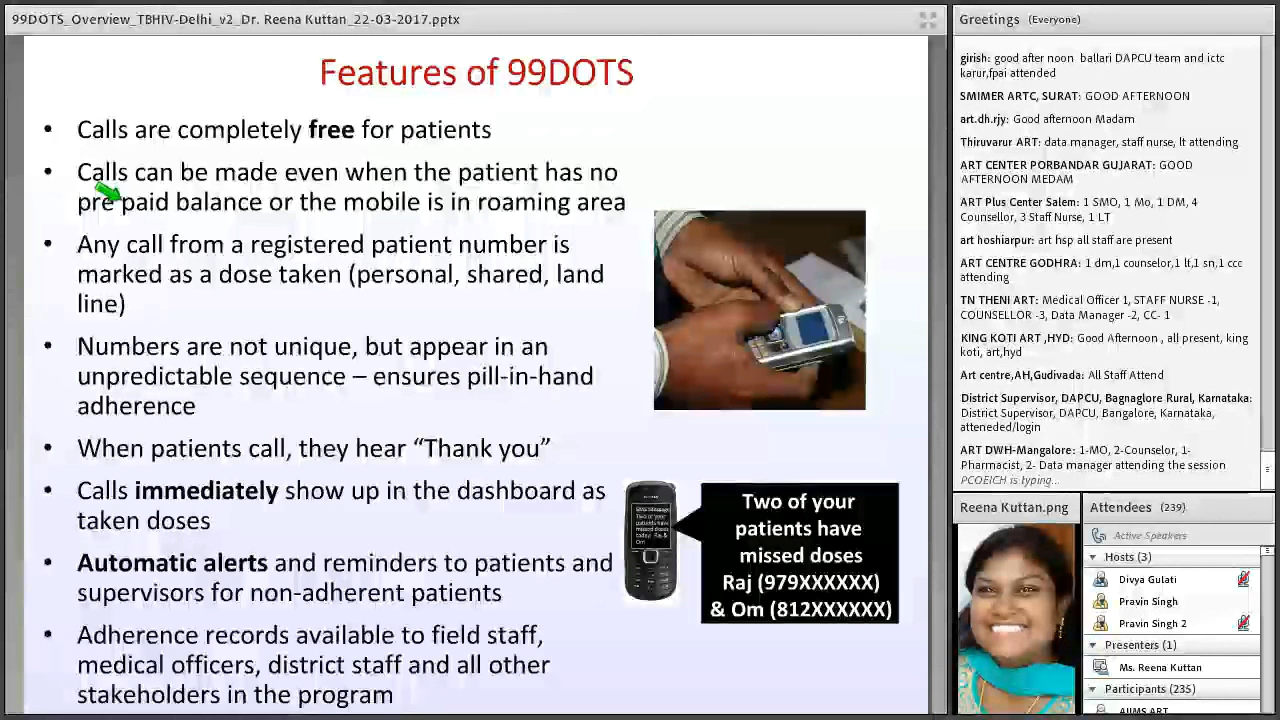 99DOTS_Overview_TBHIV-Delhi_v2_Dr. Reena Kuttan_22-03-2017.pptx
Features of 99DOTS
• Calls are completely free for patients
• Calls can be made even when the patient has no
pre paid balance or the mobile is in roaming area
• Any call from a registered patient number is
marked as a dose taken (personal, shared, land
line)
• Numbers are not unique, but appear in an
unpredictable sequence – ensures pill-in-hand
adherence
• When patients call, they hear “Thank you”
• Calls immediately show up in the dashboard as
taken doses
• Automatic alerts and reminders to patients and
supervisors for non-adherent patients
• Adherence records available to field staff,
medical officers, district staff and all other
stakeholders in the program
Two of your
patients have
missed doses
Raj (979XXXXXX)
& Om (812XXXXXX)
Greetings (Everyone)
girish: good after noon ballari DAPCU team and ictc
karur,fpai attended
SMIMER ARTC, SURAT: GOOD AFTERNOON
art.dh.rjy: Good afternoon Madam
Thiruvarur ART: data manager, staff nurse, lt attending
ART CENTER PORBANDAR GUJARAT: GOOD
AFTERNOON MEDAM
ART Plus Center Salem: 1 SMO, 1 Mo, 1 DM, 4
Counsellor, 3 Staff Nurse, 1 LT
art hoshiarpur: art hsp all staff are present
ART CENTRE GODHRA: 1 dm,1 counselor,1 lt,1 sn,1 ccc
attending
TN THENI ART: Medical Officer 1, STAFF NURSE -1,
COUNSELLOR -3, Data Manager -2, CC- 1
KING KOTI ART ,HYD: Good Afternoon , all present, king
koti, art,hyd
Art centre,AH,Gudivada: All Staff Attend
District Supervisor, DAPCU, Bagnaglore Rural, Karnataka:
District Supervisor, DAPCU, Bangalore, Karnataka,
atteneded/login
ART DWH-Mangalore: 1-MO, 2-Counselor, 1-
Pharmacist, 2- Data manager attending the session
PCOEICH is typing...
Reena Kuttan.png
Attendees (239)
Active Speakers
Hosts (3)
Divya Gulati
Pravin Singh
Pravin Singh 2
Presenters (1)
Ms. Reena Kuttan
Participants (235)
AIIMS ART